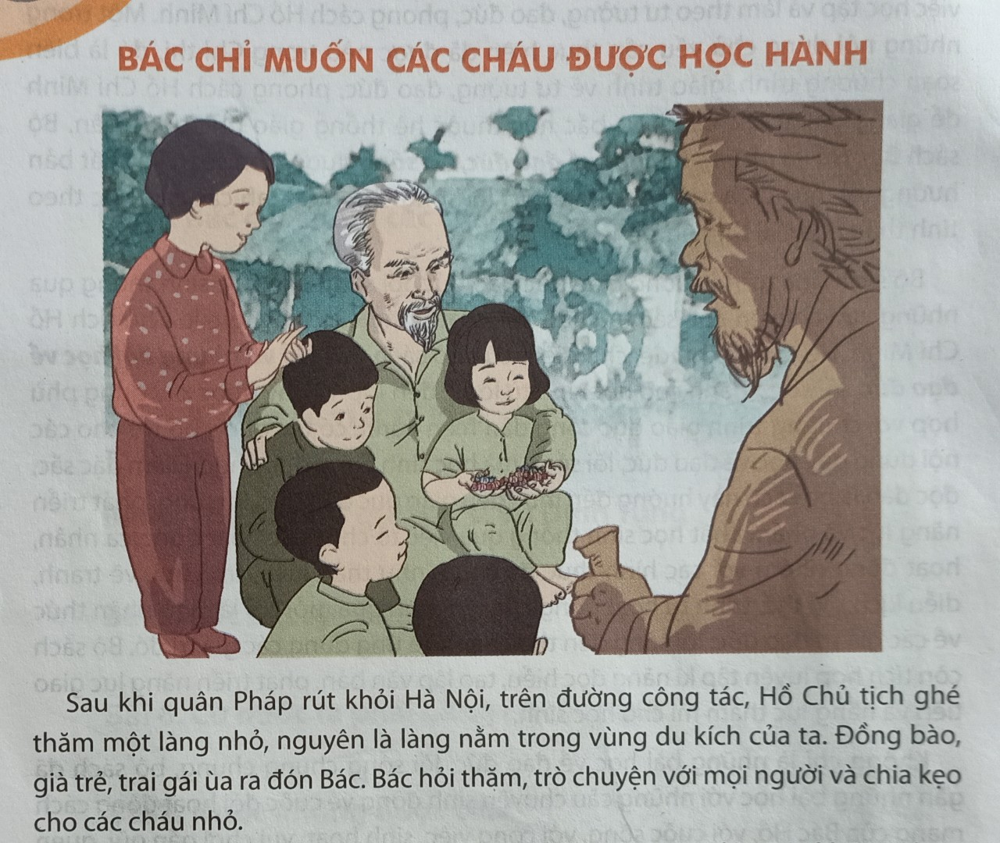 BÁC CHỈ MUỐN CÁC CHÁU ĐƯỢC HỌC HÀNH
Sau khi quân Pháp rút khỏi Hà Nội, trên đường công tác, Hồ Chủ tịch ghé
thăm một làng nhỏ, nguyên là làng nằm trong vùng du kích của ta. Đồng bào,
già trẻ, trai gái ùa ra đón Bác. Bác hỏi thăm, trò chuyện với mọi người và chia kẹo
cho các cháu nhỏ.